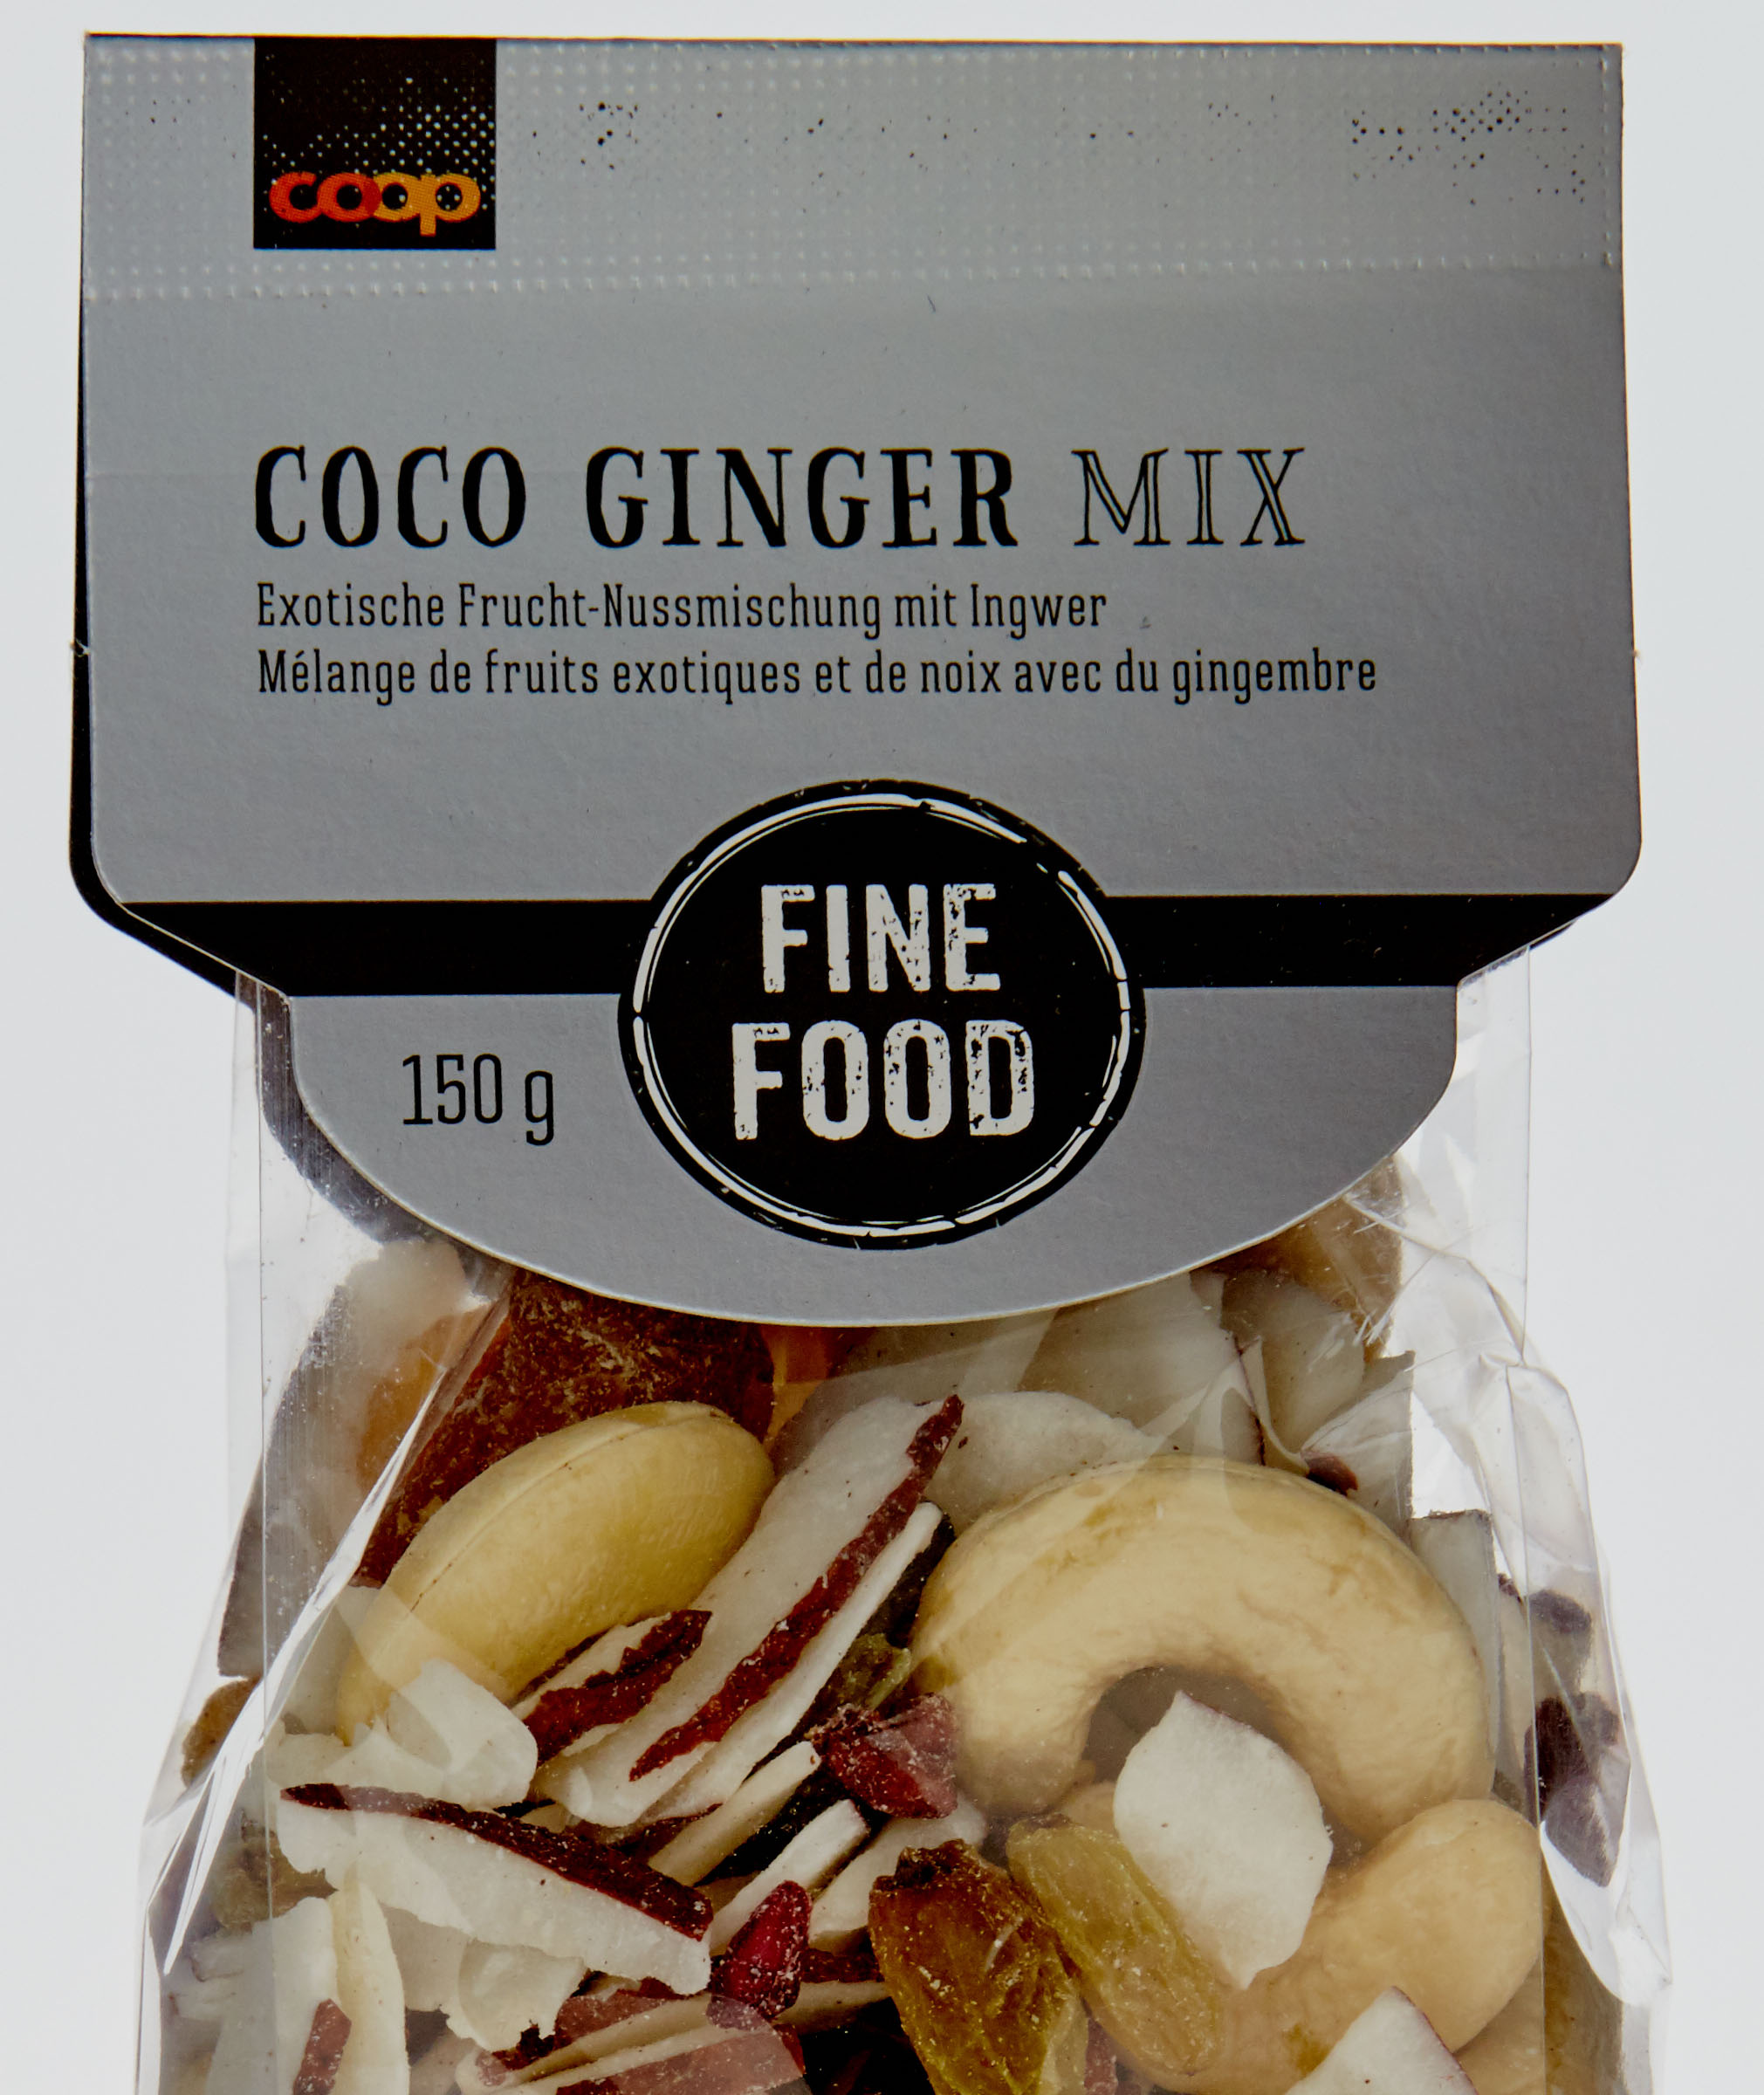 coop
COCO GINGER MIX
Exotische Frucht-Nussmischung mit Ingwer
Mélange de fruits exotiques et de noix avec du gingembre
FINE
FOOD
150 g